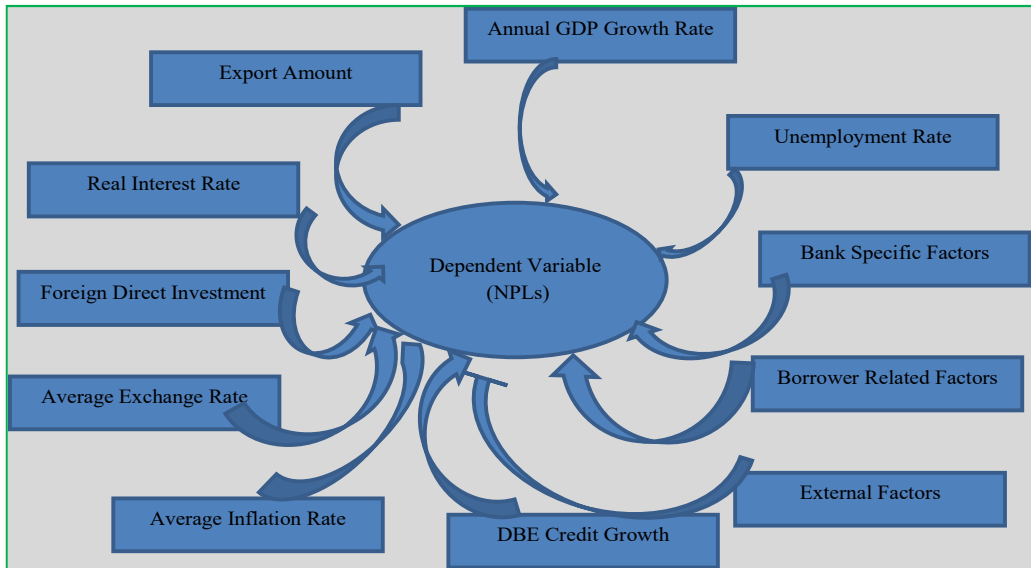 Annual GDP Growth Rate
Export Amount
Unemployment Rate
Real Interest Rate
Bank Specific Factors
Dependent Variable
(NPLs)
Foreign Direct Investment
Borrower Related Factors
Average Exchange Rate
External Factors
Average Inflation Rate
DBE Credit Growth